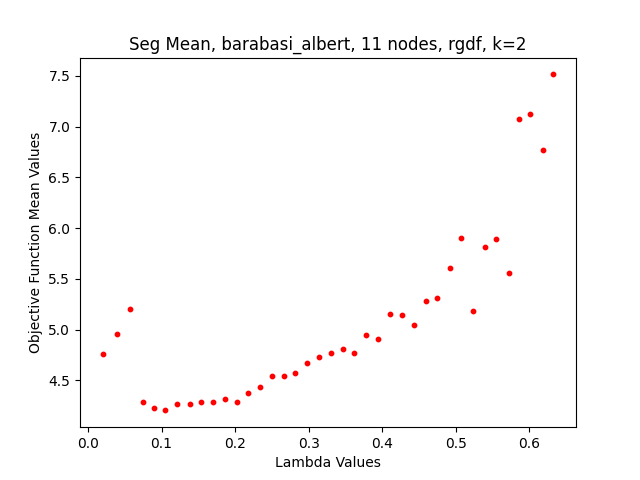 Seg Mean, barabasi_albert, 11 nodes, rgdf, k=2
Objective Function Mean Values
7.5
7.0
6.5
6.0
5.5
5.0
4.5
0.0 0.1 0.2 0.3 0.4 0.5 0.6
Lambda Values